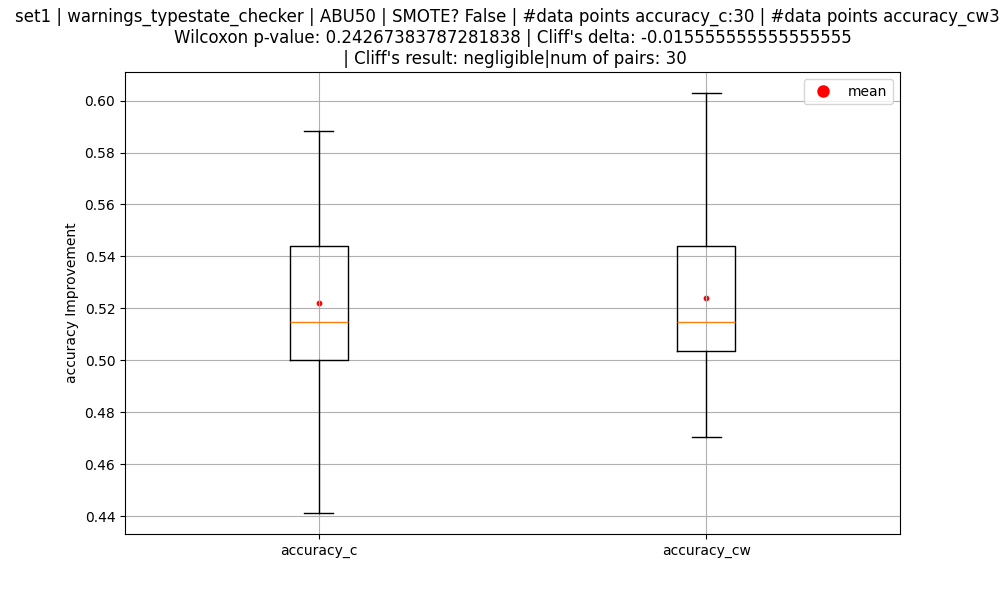 set1 | warnings_typestate_checker | ABU50 | SMOTE? False | #data points accuracy_c:30 | #data points accuracy_cw3
Wilcoxon p-value: 0.24267383787281838 | Cliff's delta: -0.015555555555555555
| Cliff's result: negligible|num of pairs: 30
mean
accuracy Improvement
0.60
0.58
0.56
0.54
0.52
0.50
0.48
0.46
0.44
accuracy_c
accuracy_cw